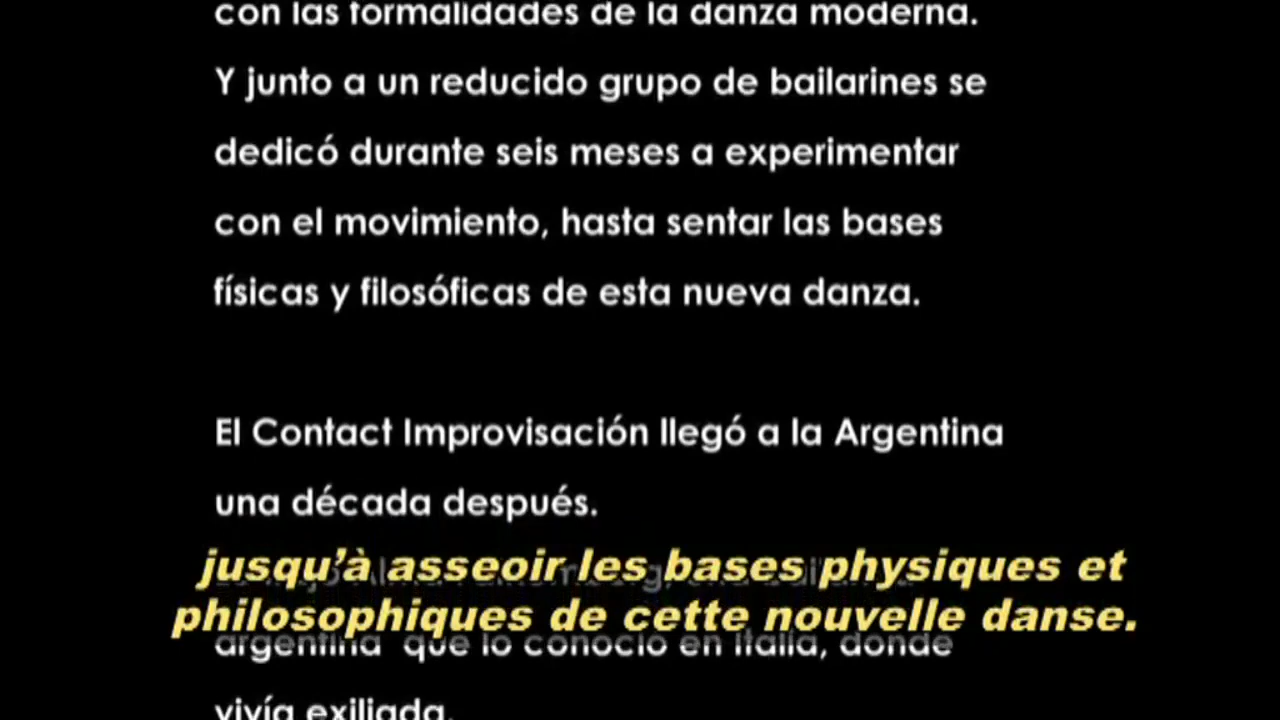 con las formalidades de la danza moderna.
Y junto a un reducido grupo de bailarines se
dedicó durante seis meses a experimentar
con el movimiento, hasta sentar las bases
físicas y filosóficas de esta nueva danza.
El Contact Improvisación llegó a la Argentina
una década después.
jusqu'à asseoir les bases physiques et
philosophiques de cette nouvelle danse.
argentina que lo conoció en Italia, donde
vivía exiliada.